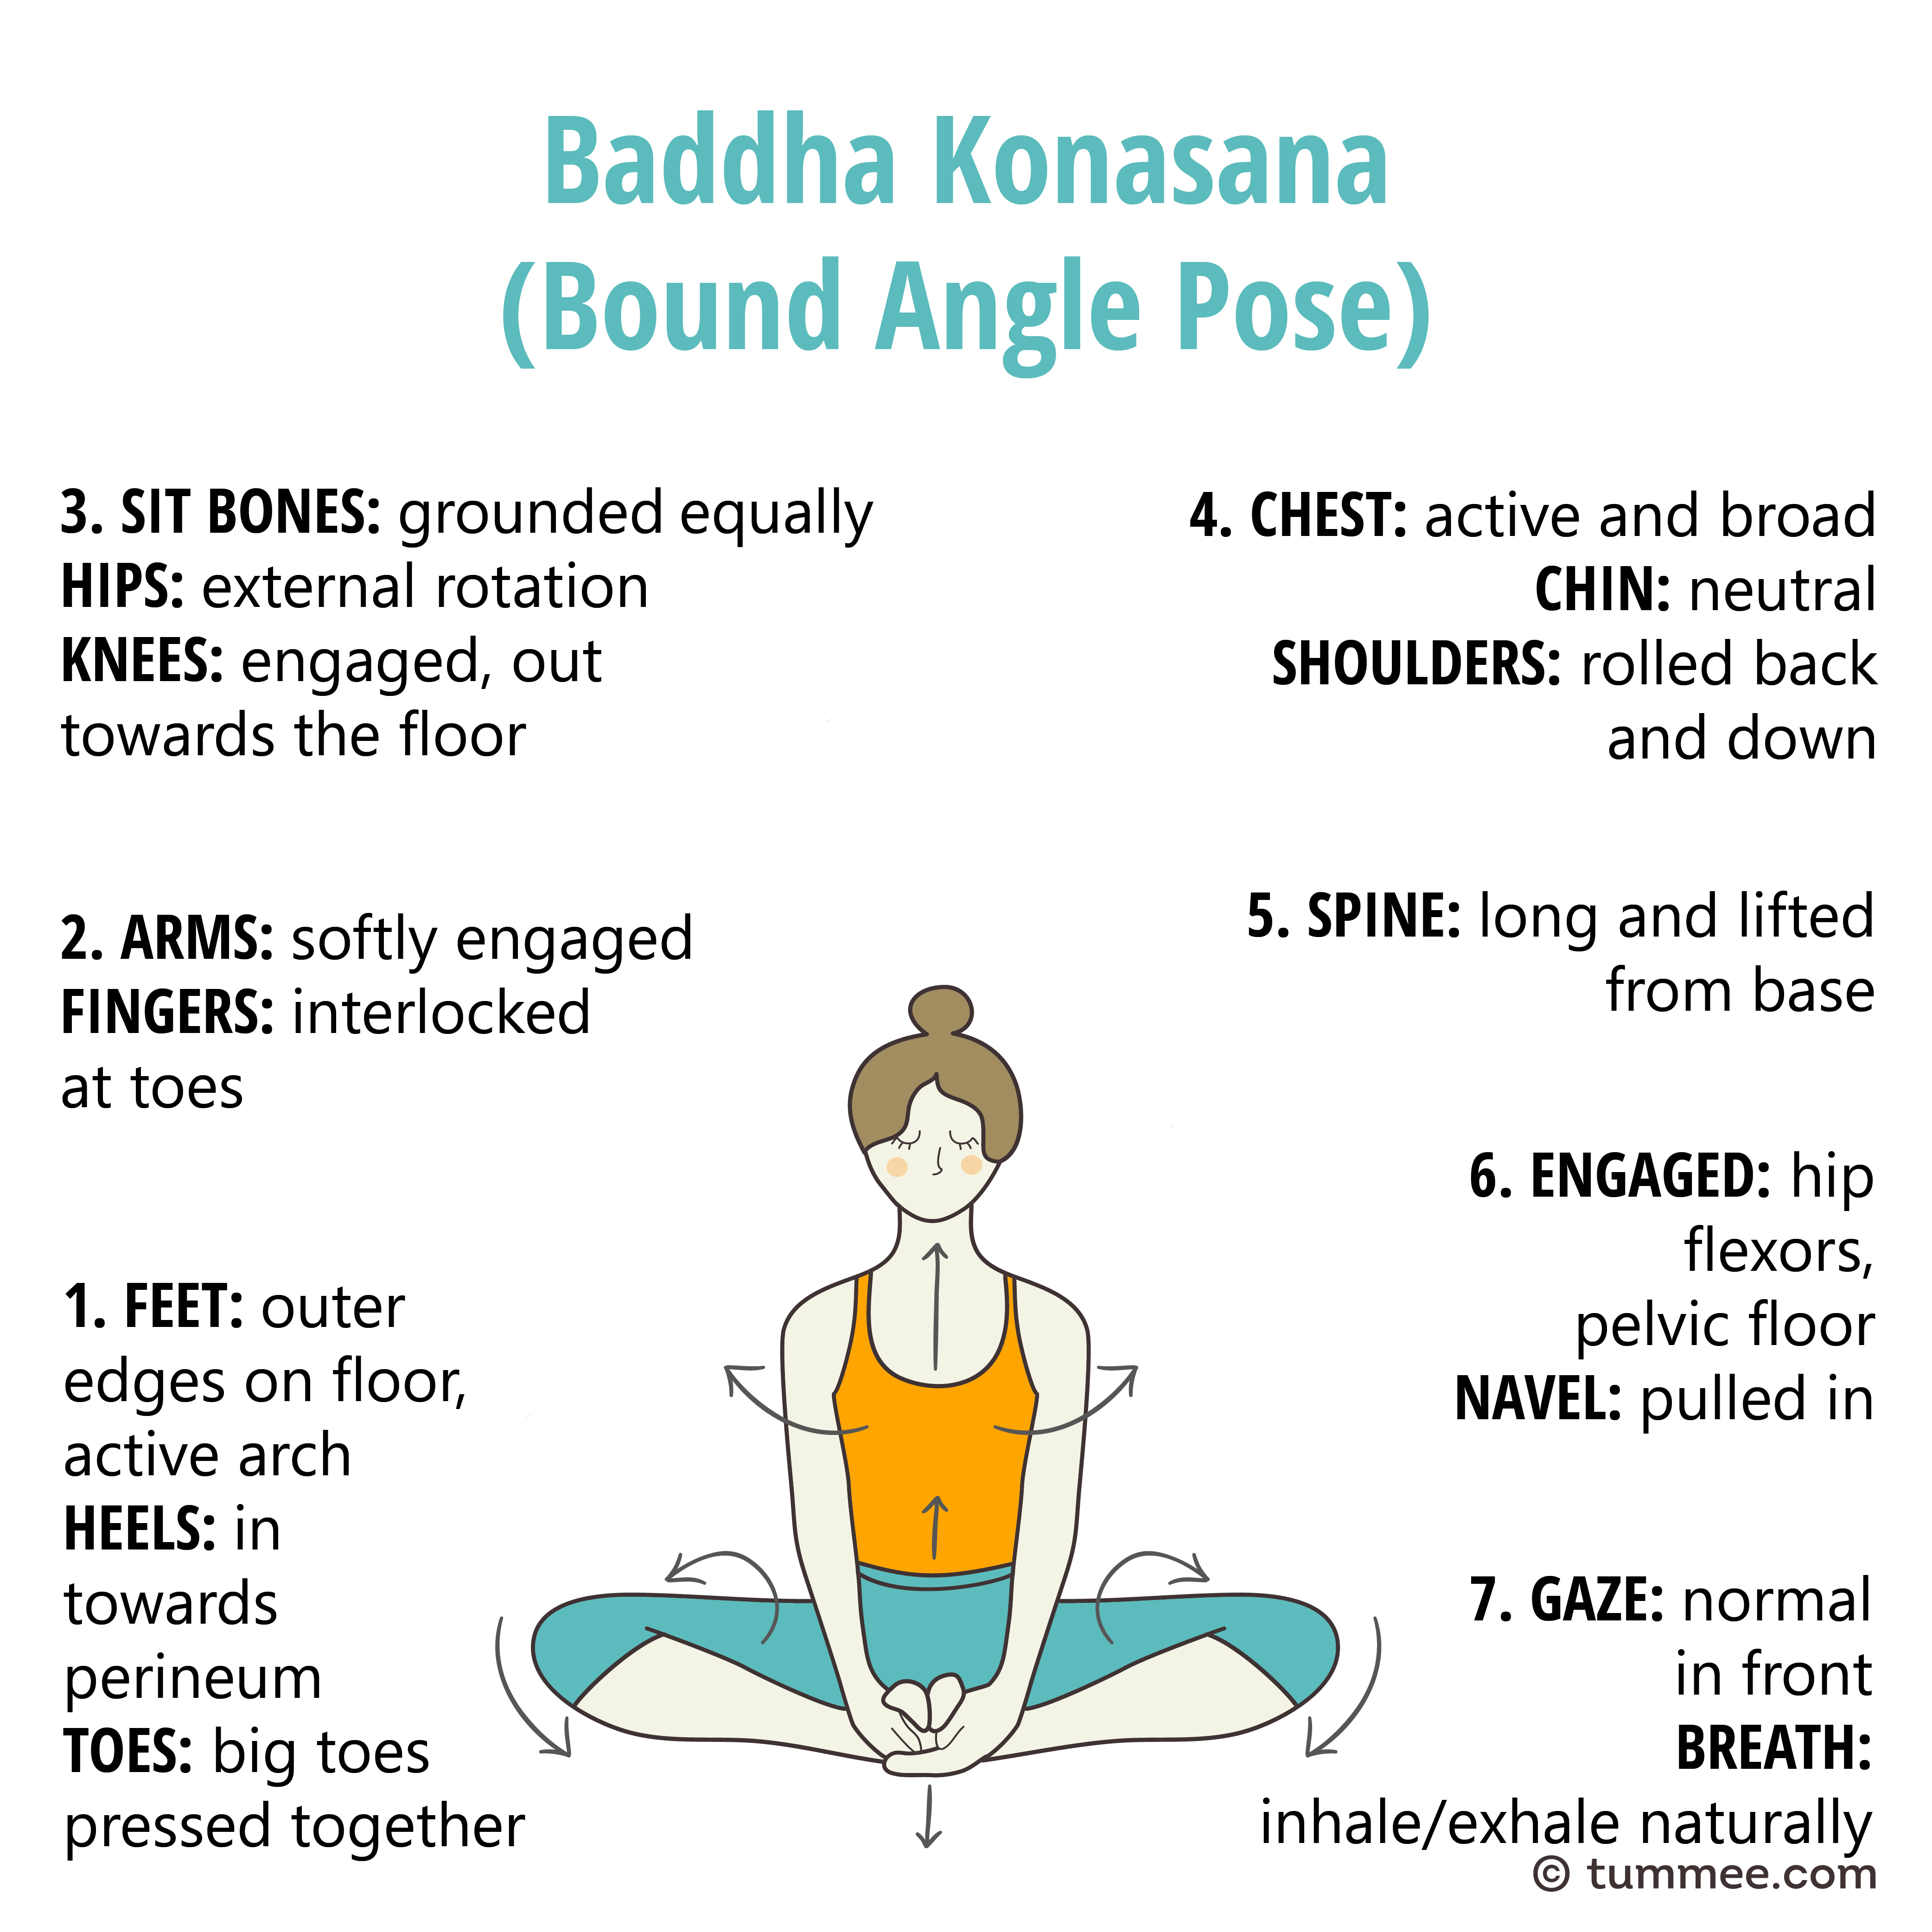 Baddha Konasana
(Bound Angle Pose)
3. SIT BONES: grounded equally
HIPS: external rotation
KNEES: engaged, out
towards the floor
2. ARMS: softly engaged
FINGERS: interlocked
at toes
1. FEET: outer
edges on floor,
active arch
HEELS: in
towards
perineum
TOES: big toes
pressed together
4. CHEST: active and broad
CHIN: neutral
SHOULDERS: rolled back
and down
5. SPINE: long and lifted
from base
6. ENGAGED: hip
flexors,
pelvic floor
NAVEL: pulled in
7. GAZE: normal
in front
BREATH:
inhale/exhale naturally
© tummee.com